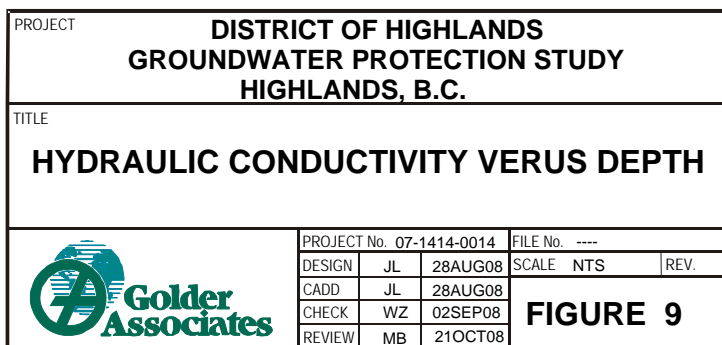 PROJECT
DISTRICT OF HIGHLANDS
GROUNDWATER PROTECTION STUDY
HIGHLANDS, B.C.
TITLE
HYDRAULIC CONDUCTIVITY VERUS DEPTH
Golder
Associates
PROJECT No. 07-1414-0014 FILE No. ----
DESIGN JL 28AUG08 SCALE NTS REV.
CADD JL 28AUG08
CHECK WZ 02SEP08
REVIEW MB 21OCT08
FIGURE 9